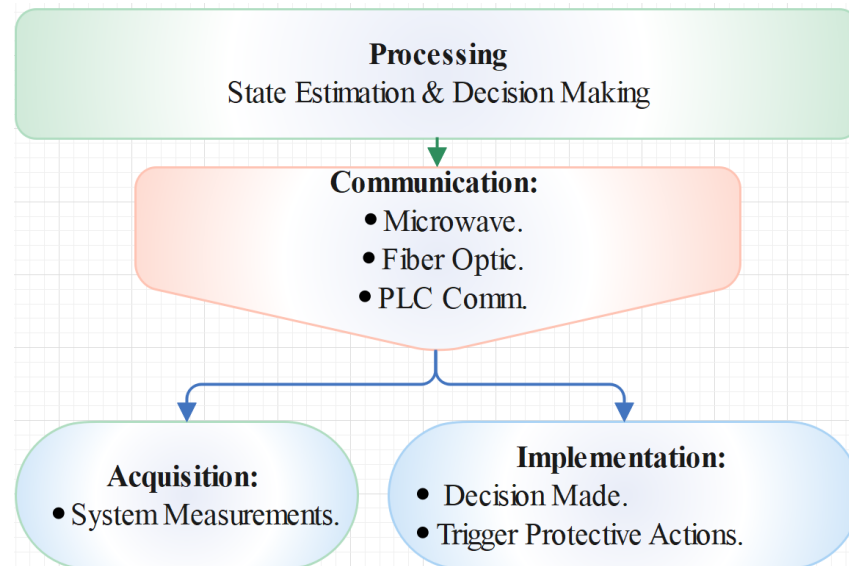 Processing
State Estimation & Decision Making
Communication:
• Microwave.
• Fiber Optic.
• PLC Comm.
Acquisition:
• System Measurements.
Implementation:
• Decision Made.
• Trigger Protective Actions.